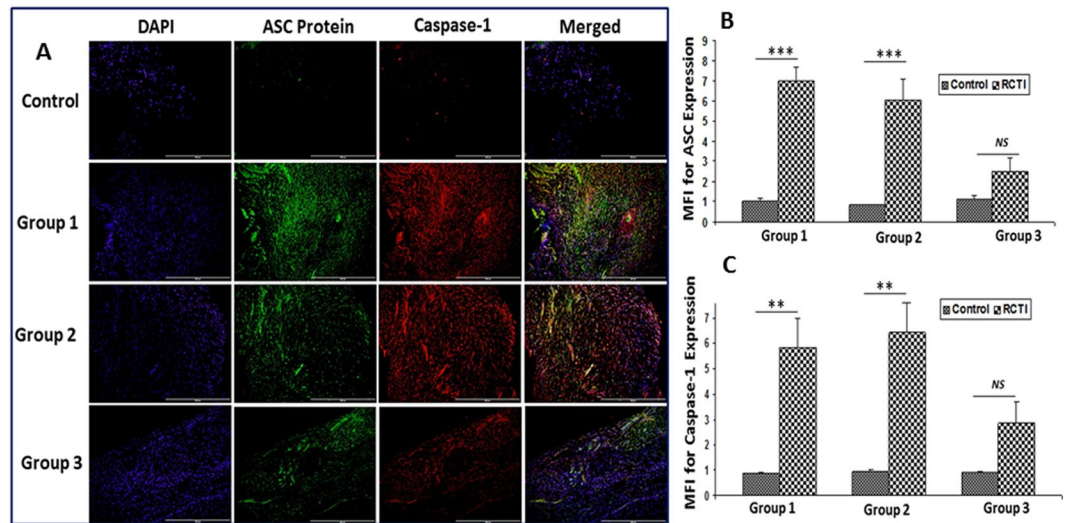 A
DAPI
ASC Protein
Caspase-1
Merged
Control
Group 1
Group 2
Group 3
B
MFI for ASC Expression
9
8
7
6
5
4
3
2
1
0
***
***
NS
Control RCTI
Group 1
Group 2
Group 3
C
MFI for Caspase-1 Expression
7
6
5
4
3
2
1
0
**
**
NS
Control RCTI
Group 1
Group 2
Group 3